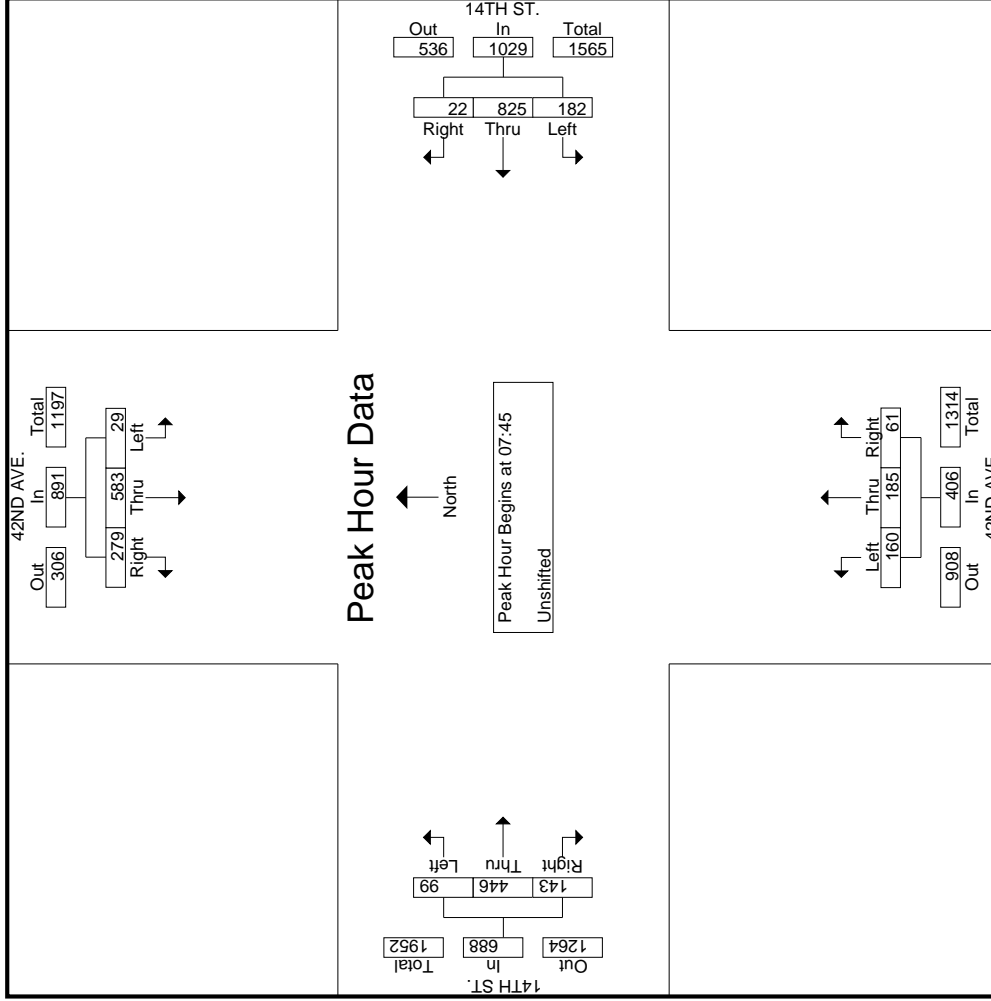 14TH ST.
Out In Total
536 1029 1565
22 825 182
Right Thru Left
42ND AVE.
Out In Total
306 891 1197
279 583 29
Right Thru Left
Peak Hour Data
North
Peak Hour Begins at 07:45
Unshifted
Left Thru Right
160 185 61
908 406 1314
Out In Total
42ND AVE.
Left Thru Right
99 446 143
1952 688 1264
Total In Out
14TH ST.